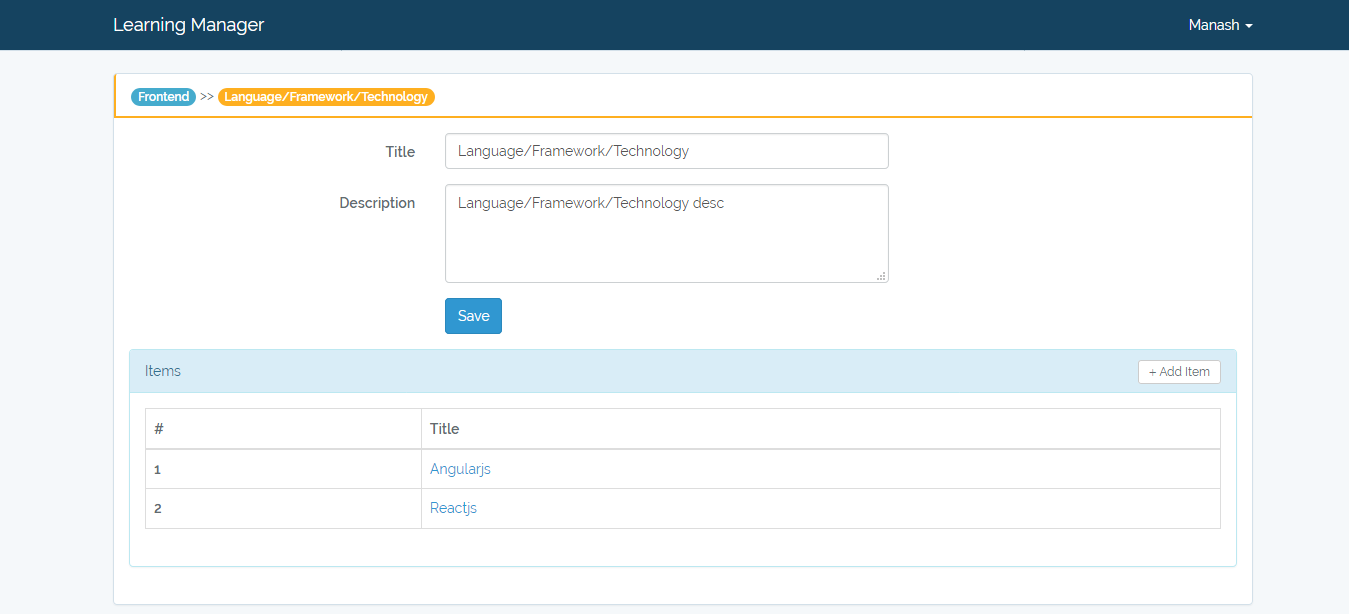 Learning Manager Manash
Frontend >> Language/Framework/Technology
Title Language/Framework/Technology
Description Language/Framework/Technology desc
Save
Items + Add Item
# Title
1 Angularjs
2 Reactjs